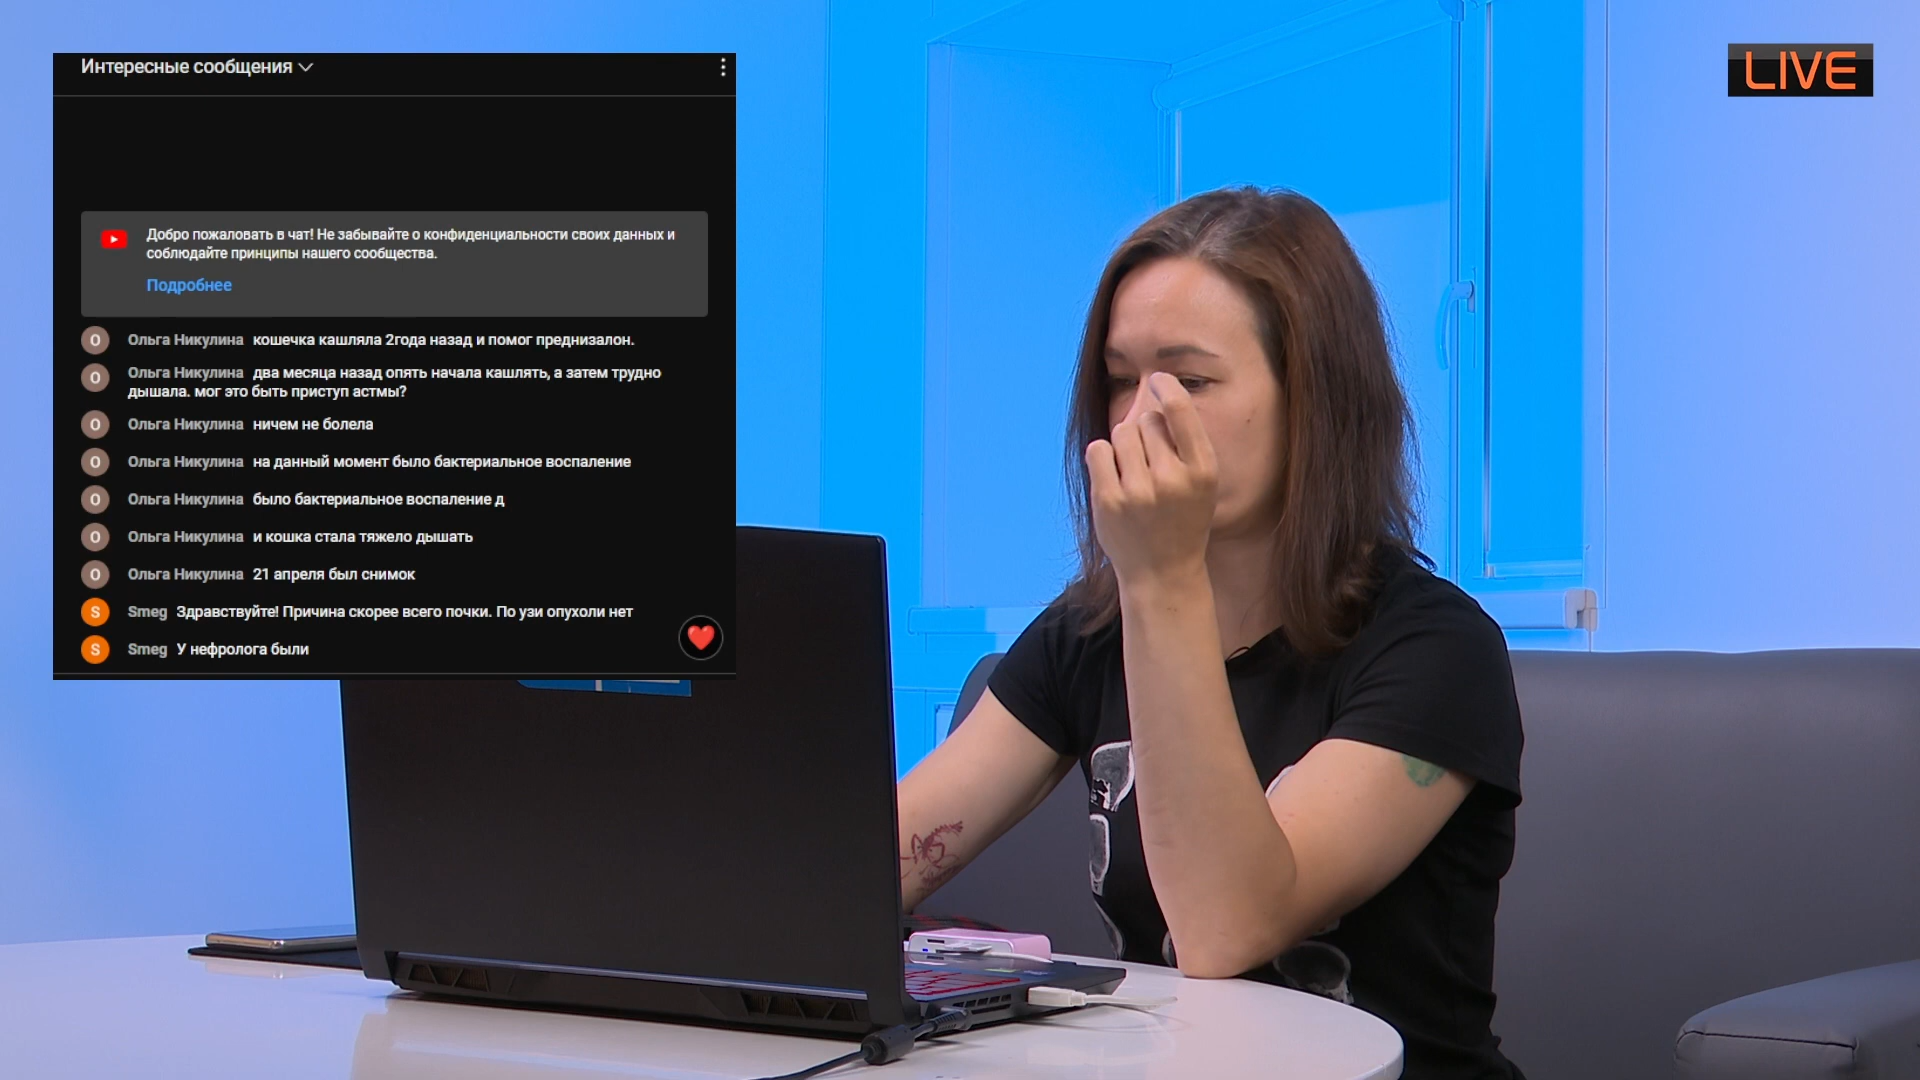 Интересные сообщения
LIVE
Добро пожаловать в чат! Не забывайте о конфиденциальности своих данных и
соблюдайте принципы нашего сообщества.
Подробнее
О Ольга Никулина кошечка кашляла 2года назад и помог преднизалон.
О Ольга Никулина два месяца назад опять начала кашлять, а затем трудно
дышала. мог это быть приступ астмы?
О Ольга Никулина ничем не болела
О Ольга Никулина на данный момент было бактериальное воспаление
О Ольга Никулина было бактериальное воспаление д
О Ольга Никулина и кошка стала тяжело дышать
О Ольга Никулина 21 апреля был снимок
S Smeg Здравствуйте! Причина скорее всего почки. По узи опухоли нет
S Smeg У нефролога были